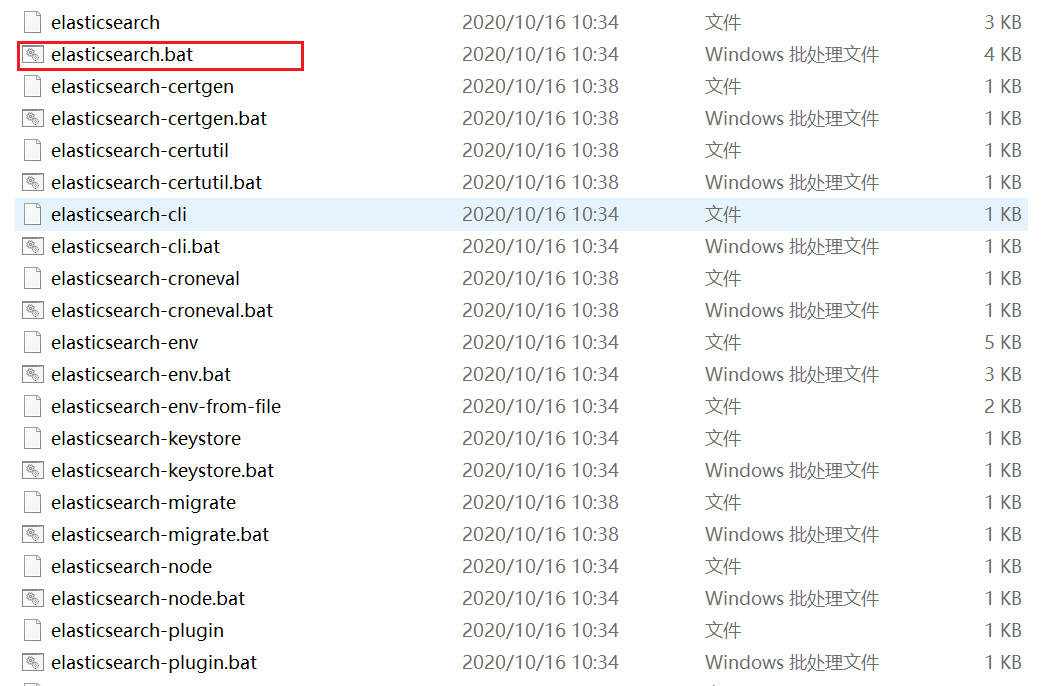 elasticsearch 2020/10/16 10:34 文件 3 KB
elasticsearch.bat 2020/10/16 10:34 Windows 批处理文件 4 KB
elasticsearch-certgen 2020/10/16 10:38 文件 1 KB
elasticsearch-certgen.bat 2020/10/16 10:38 Windows 批处理文件 1 KB
elasticsearch-certutil 2020/10/16 10:38 文件 1 KB
elasticsearch-certutil.bat 2020/10/16 10:38 Windows 批处理文件 1 KB
elasticsearch-cli 2020/10/16 10:34 文件 1 KB
elasticsearch-cli.bat 2020/10/16 10:34 Windows 批处理文件 1 KB
elasticsearch-croneval 2020/10/16 10:38 文件 1 KB
elasticsearch-croneval.bat 2020/10/16 10:38 Windows 批处理文件 1 KB
elasticsearch-env 2020/10/16 10:34 文件 5 KB
elasticsearch-env.bat 2020/10/16 10:34 Windows 批处理文件 3 KB
elasticsearch-env-from-file 2020/10/16 10:34 文件 2 KB
elasticsearch-keystore 2020/10/16 10:34 文件 1 KB
elasticsearch-keystore.bat 2020/10/16 10:34 Windows 批处理文件 1 KB
elasticsearch-migrate 2020/10/16 10:38 文件 1 KB
elasticsearch-migrate.bat 2020/10/16 10:38 Windows 批处理文件 1 KB
elasticsearch-node 2020/10/16 10:34 文件 1 KB
elasticsearch-node.bat 2020/10/16 10:34 Windows 批处理文件 1 KB
elasticsearch-plugin 2020/10/16 10:34 文件 1 KB
elasticsearch-plugin.bat 2020/10/16 10:34 Windows 批处理文件 1 KB